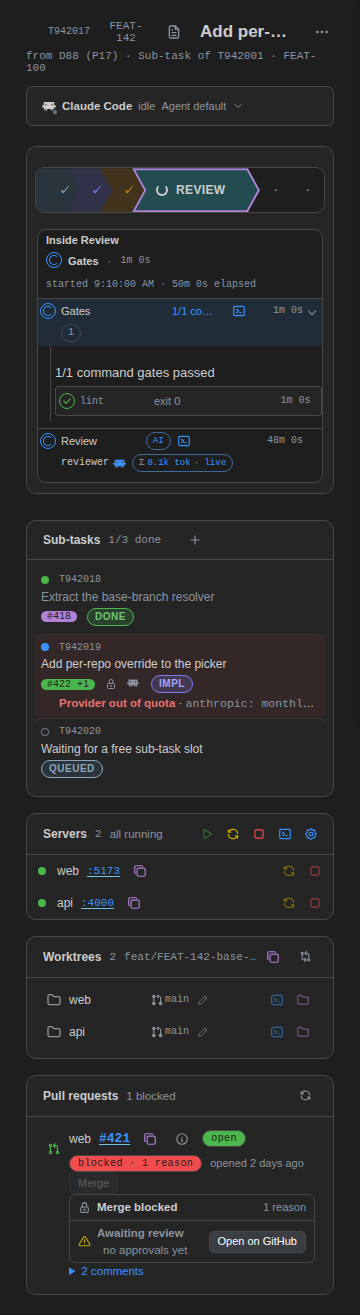 T942017 FEAT-142 Add per-…
from D88 (P17) · Sub-task of T942001 · FEAT-100
Claude Code idle Agent default
REVIEW
Inside Review
Gates · 1m 0s
started 9:10:00 AM · 50m 0s elapsed
Gates 1/1 co… 1m 0s
1
1/1 command gates passed
lint exit 0 1m 0s
Review AI 48m 0s
reviewer Σ 8.1k tok · live
Sub-tasks 1/3 done
T942018
Extract the base-branch resolver
#418 DONE
T942019
Add per-repo override to the picker
#422 +1 IMPL
Provider out of quota · anthropic: monthl…
T942020
Waiting for a free sub-task slot
QUEUED
Servers 2 all running
web :5173
api :4000
Worktrees 2 feat/FEAT-142-base-…
web main
api main
Pull requests 1 blocked
web #421 open
blocked · 1 reason opened 2 days ago
Merge
Merge blocked 1 reason
Awaiting review
no approvals yet
Open on GitHub
2 comments